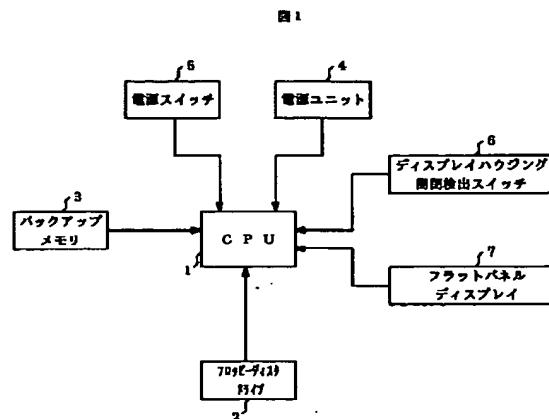 図1
5
電源スイッチ
4
電源ユニット
6
ディスプレイハウジング
開閉検出スイッチ
3
バックアップ
メモリ
CPU
1
7
フラットパネル
ディスプレイ
フロッピーディスク
ドライブ
2